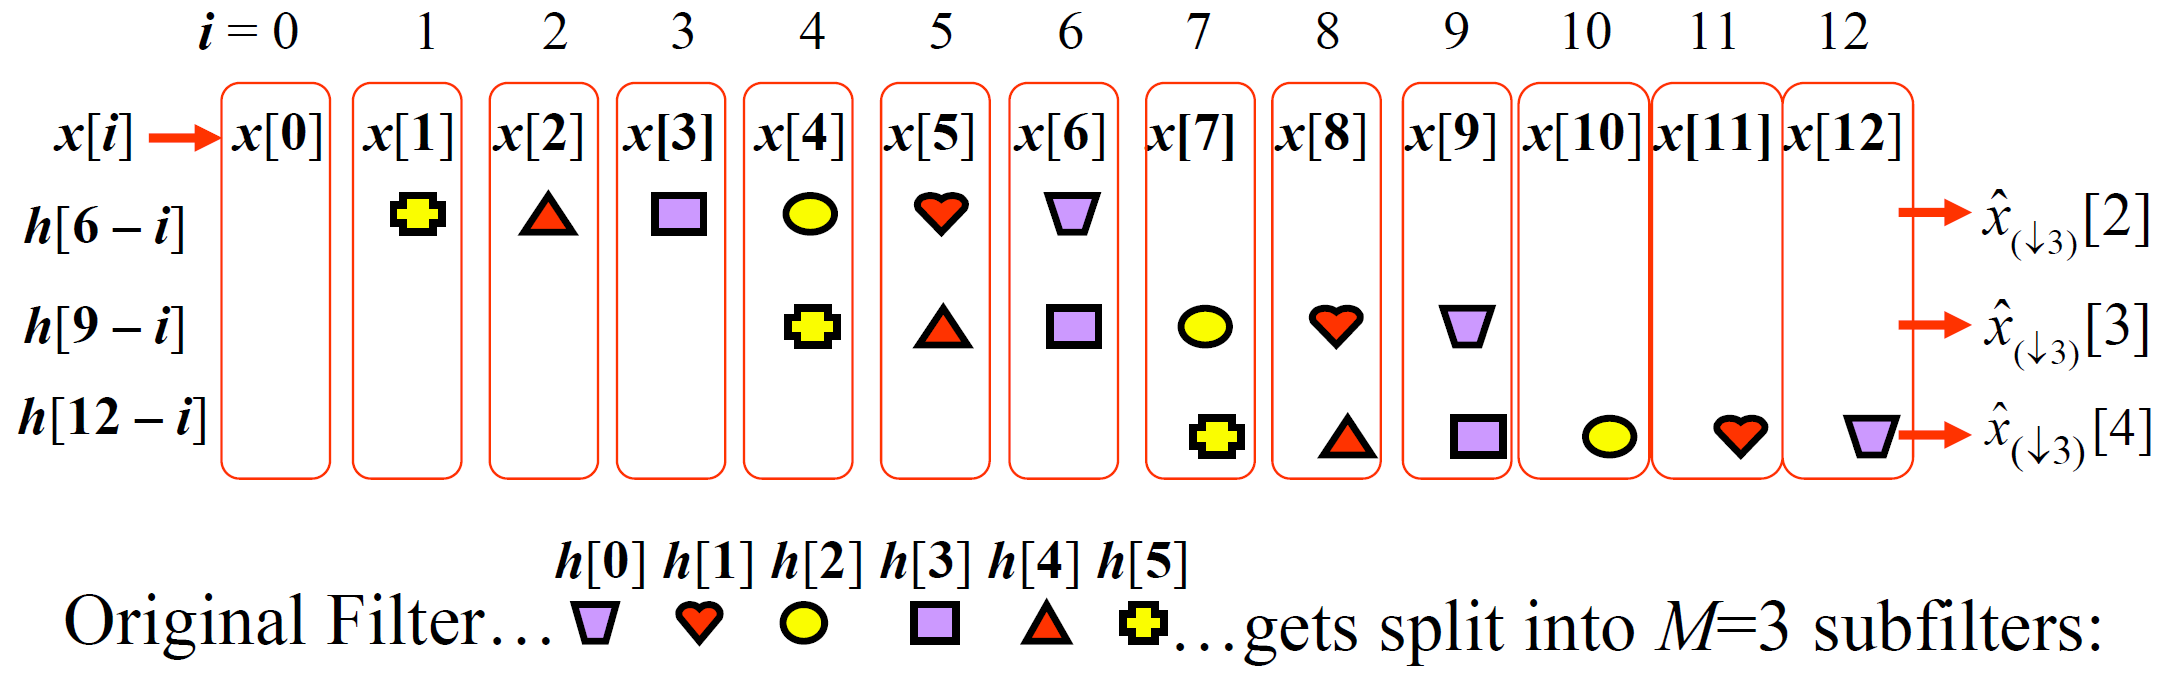 i = 0 1 2 3 4 5 6 7 8 9 10 11 12
x[i] x[0] x[1] x[2] x[3] x[4] x[5] x[6] x[7] x[8] x[9] x[10] x[11] x[12]
h[6 – i] x̂(↓3)[2]
h[9 – i] x̂(↓3)[3]
h[12 – i] x̂(↓3)[4]
h[0] h[1] h[2] h[3] h[4] h[5]
Original Filter… …gets split into M=3 subfilters: